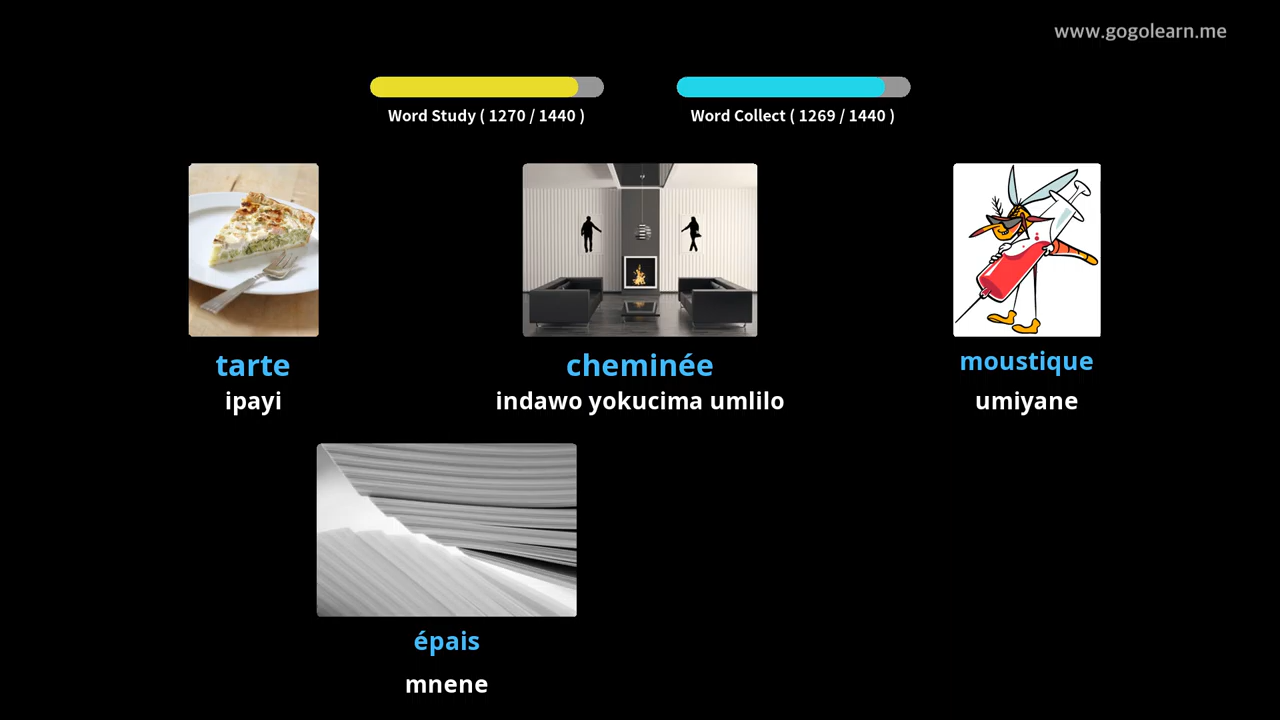 www.gogolearn.me
Word Study ( 1270 / 1440 )
Word Collect ( 1269 / 1440 )
tarte
ipayi
cheminée
indawo yokucima umlilo
moustique
umiyane
épais
mnene